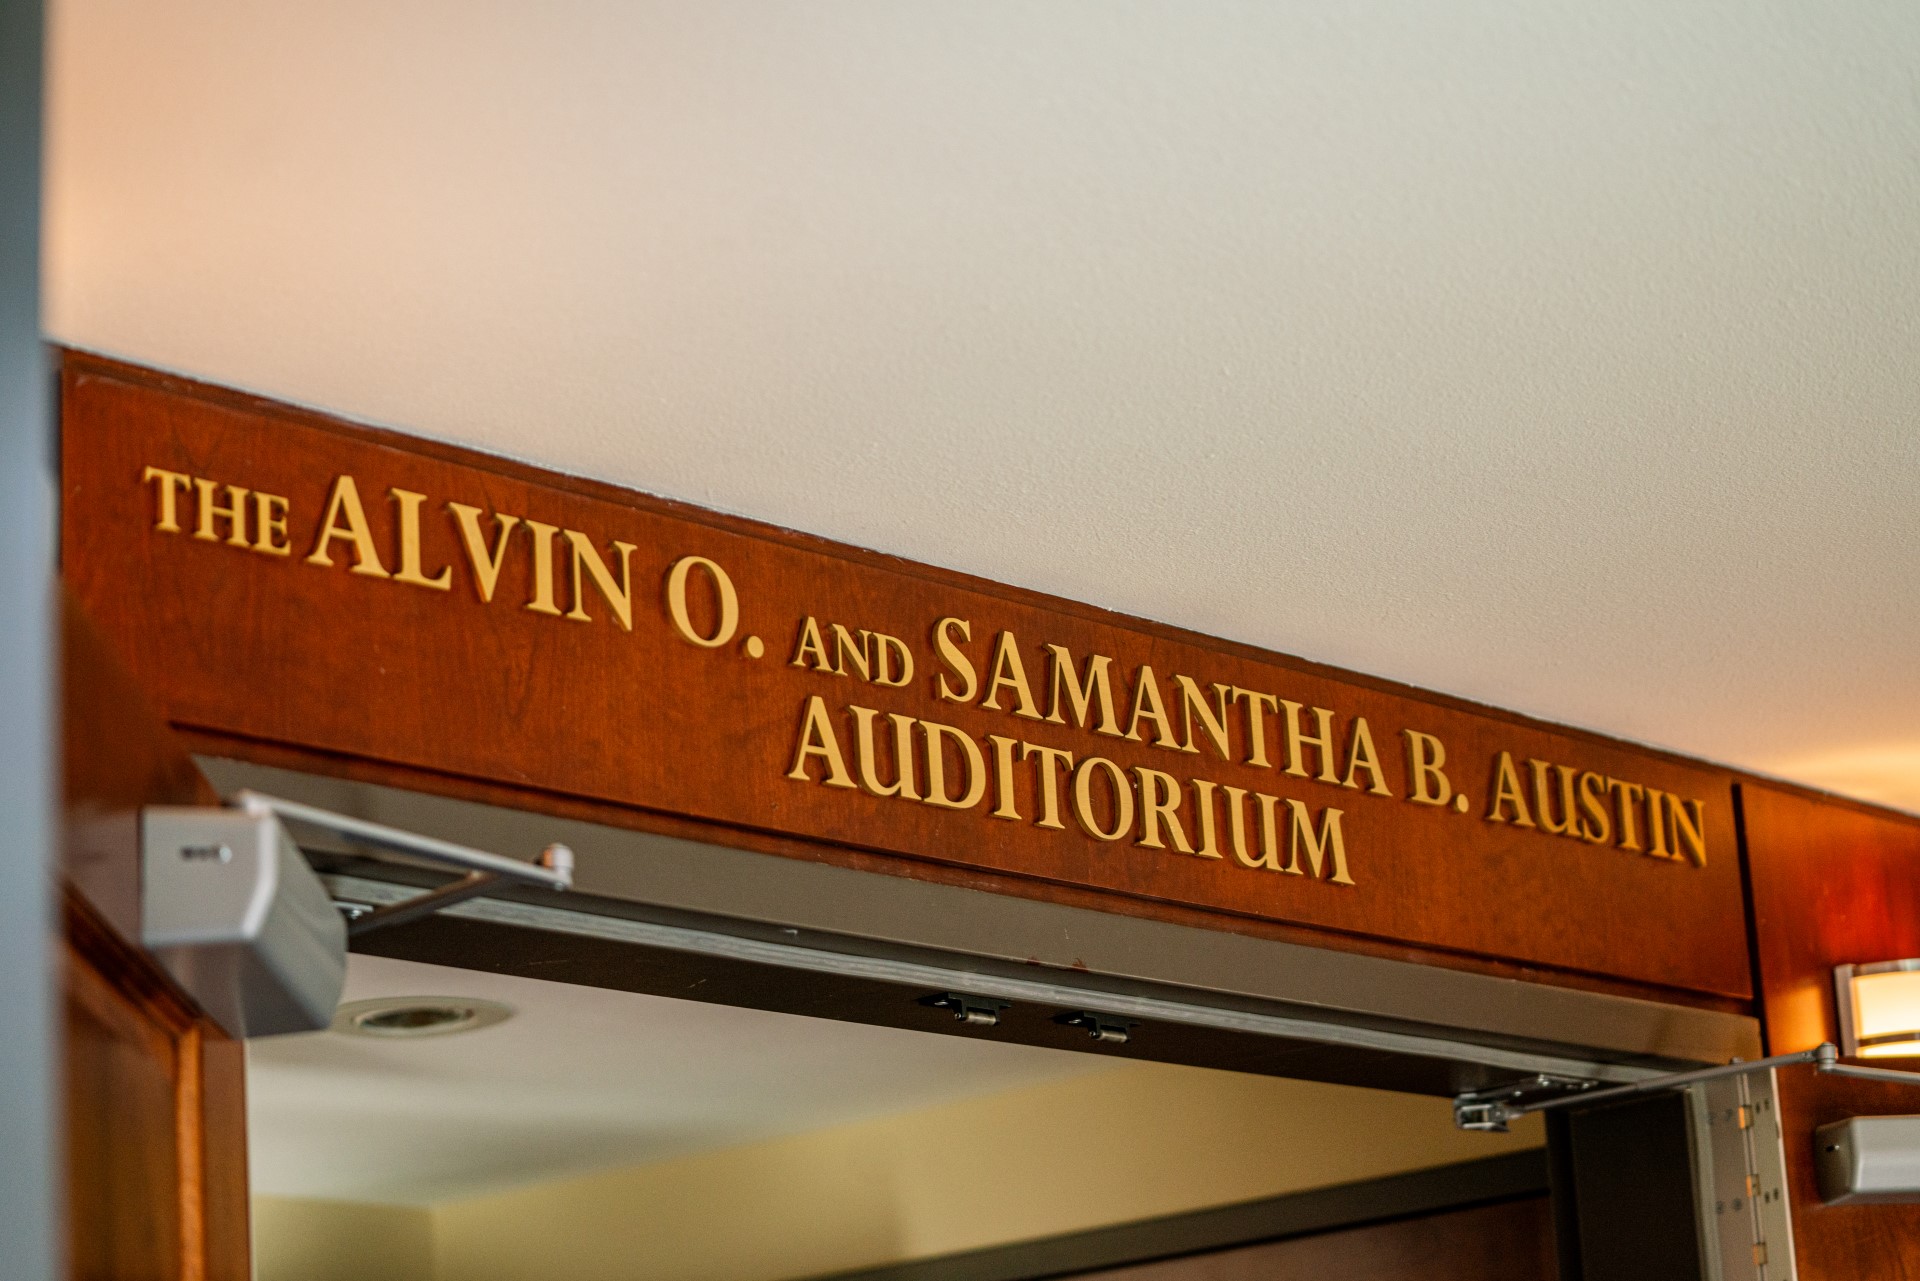 THE ALVIN O. AND SAMANTHA B. AUSTIN
AUDITORIUM